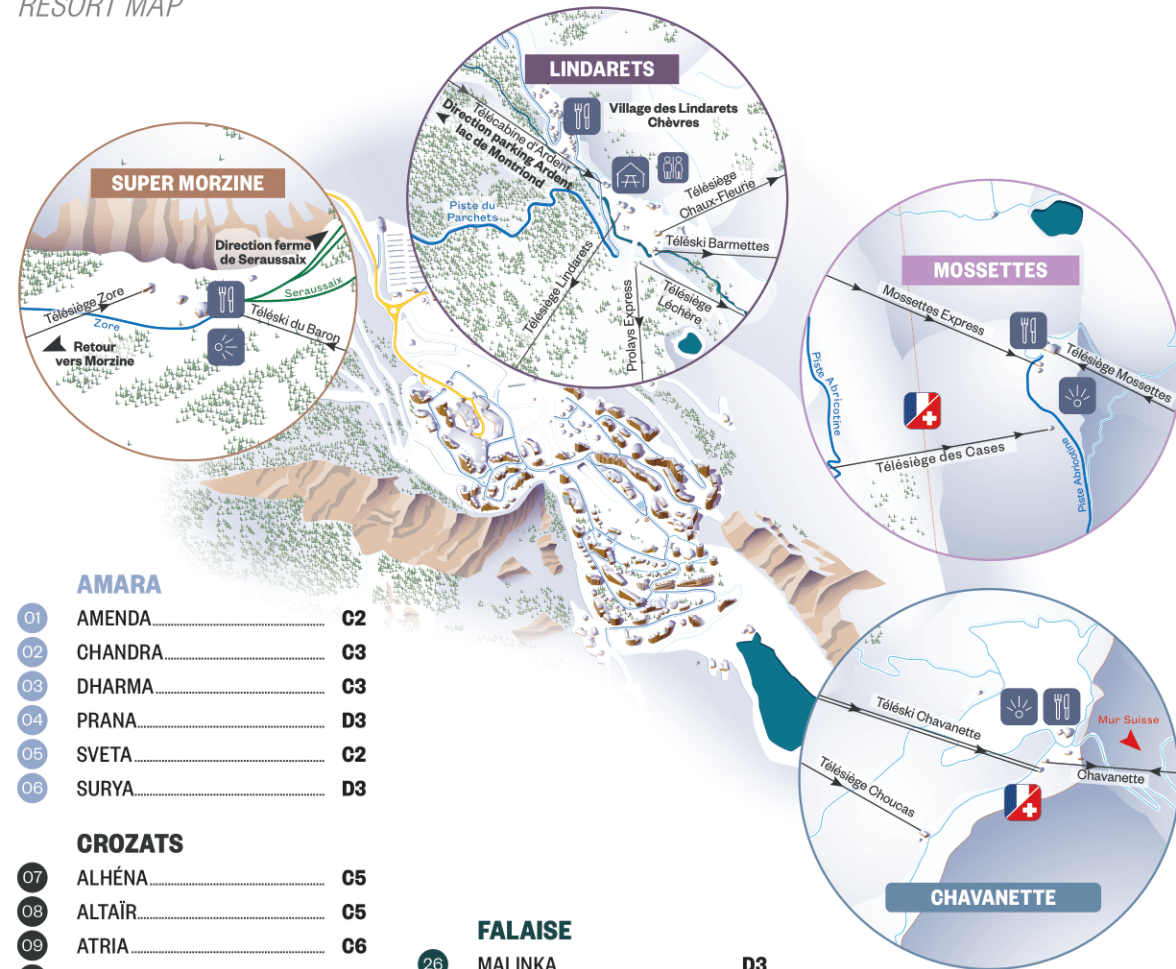 RESORT MAP
LINDARETS
Village des Lindarets
Chèvres
Télécabine d'Ardent
Direction parking Ardent
lac de Montriond
Télésiège
Chaux-Fleurie
Piste du
Parchets
Téléski Barmettes
Télésiège Lindarets
Prolays Express
Télésiège
Léchère
SUPER MORZINE
Direction ferme
de Seraussaix
Seraussaix
Télésiège Zore
Zore
Téléski du Baron
Retour
vers Morzine
MOSSETTES
Mossettes Express
Télésiège Mossettes
Piste Abricotine
Télésiège des Cases
Piste Abricotine
Téléski Chavanette
Mur Suisse
Chavanette
Télésiège Choucas
CHAVANETTE
AMARA
01 AMENDA C2
02 CHANDRA C3
03 DHARMA C3
04 PRANA D3
05 SVETA C2
06 SURYA D3
CROZATS
07 ALHÉNA C5
08 ALTAÏR C5
09 ATRIA C6
FALAISE
26 MALINKA D3